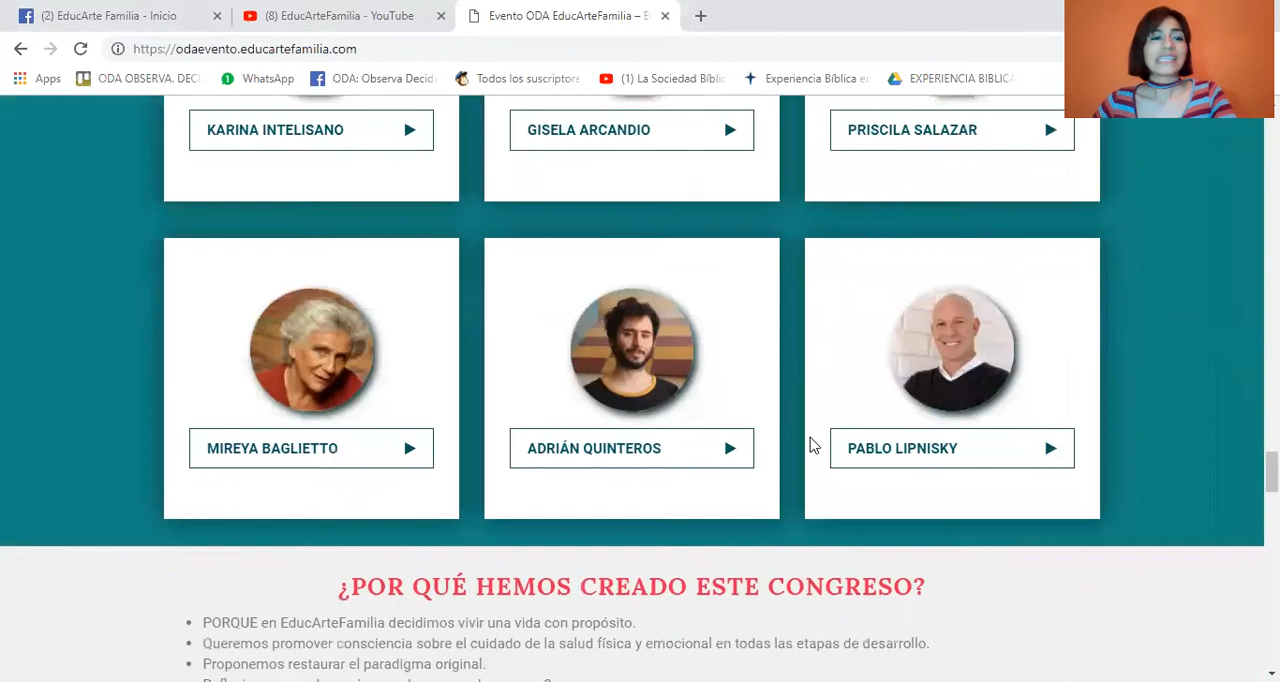 (2) EducArte Familia - Inicio
(8) EducArteFamilia - YouTube
Evento ODA EducArteFamilia –
https://odaevento.educartefamilia.com
Apps
ODA OBSERVA. DECI
WhatsApp
ODA: Observa Decid
Todos los suscriptore
(1) La Sociedad Bíblic
Experiencia Bíblica en
EXPERIENCIA BIBLICA
KARINA INTELISANO
GISELA ARCANDIO
PRISCILA SALAZAR
MIREYA BAGLIETTO
ADRIÁN QUINTEROS
PABLO LIPNISKY
¿POR QUÉ HEMOS CREADO ESTE CONGRESO?
PORQUE en EducArteFamilia decidimos vivir una vida con propósito.
Queremos promover consciencia sobre el cuidado de la salud física y emocional en todas las etapas de desarrollo.
Proponemos restaurar el paradigma original.